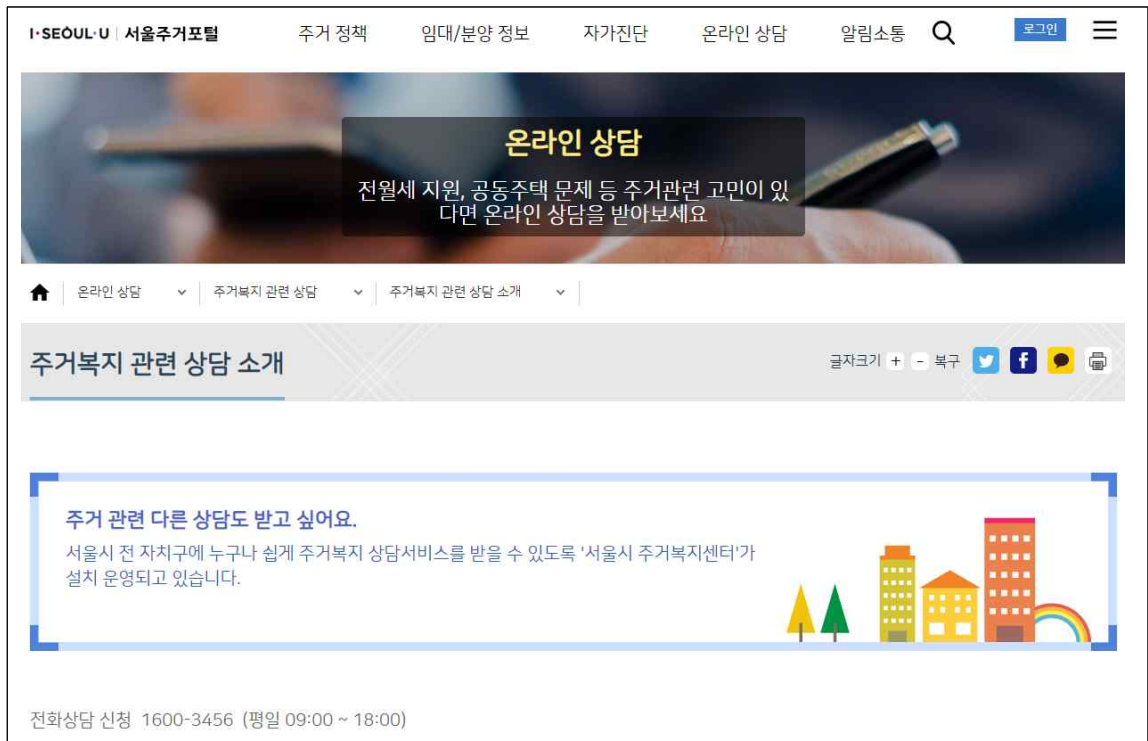 I·SEOUL·U 서울주거포털 주거 정책 임대/분양 정보 자가진단 온라인 상담 알림소통 로그인
온라인 상담
전월세 지원, 공동주택 문제 등 주거관련 고민이 있
다면 온라인 상담을 받아보세요
온라인 상담 주거복지 관련 상담 주거복지 관련 상담 소개
주거복지 관련 상담 소개 글자크기 + - 복구
주거 관련 다른 상담도 받고 싶어요.
서울시 전 자치구에 누구나 쉽게 주거복지 상담서비스를 받을 수 있도록 '서울시 주거복지센터'가
설치 운영되고 있습니다.
전화상담 신청 1600-3456 (평일 09:00 ~ 18:00)